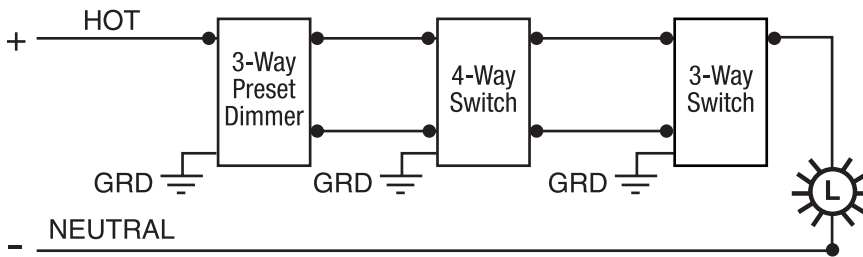 + HOT
3-Way
Preset
Dimmer
4-Way
Switch
3-Way
Switch
GRD
GRD
GRD
L
- NEUTRAL